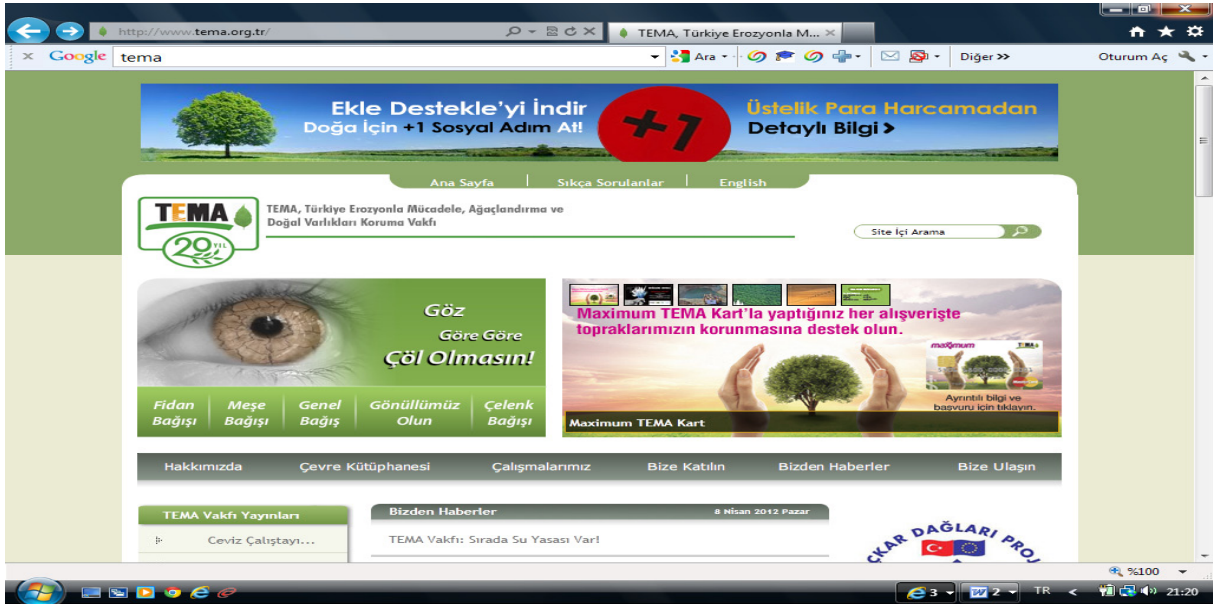 http://www.tema.org.tr/
TEMA, Türkiye Erozyonla M...
Google
tema
Ara
Diğer
Oturum Aç
Ekle Destekle'yi İndir
Doğa İçin +1 Sosyal Adım At!
+1
Üstelik Para Harcamadan
Detaylı Bilgi >
Ana Sayfa
Sıkça Sorulanlar
English
TEMA
20 YIL
TEMA, Türkiye Erozyonla Mücadele, Ağaçlandırma ve
Doğal Varlıkları Koruma Vakfı
Site İçi Arama
Göz
Göre Göre
Çöl Olmasın!
Fidan Bağışı
Meşe Bağışı
Genel Bağış
Gönüllümüz Olun
Çelenk Bağışı
Maximum TEMA Kart'la yaptığınız her alışverişte
topraklarımızın korunmasına destek olun.
maximum
TEMA
Ayrıntılı bilgi ve
başvuru için tıklayın.
Maximum TEMA Kart
Hakkımızda
Çevre Kütüphanesi
Çalışmalarımız
Bize Katılın
Bizden Haberler
Bize Ulaşın
TEMA Vakfı Yayınları
Ceviz Çalıştayı...
Bizden Haberler
8 Nisan 2012 Pazar
TEMA Vakfı: Sırada Su Yasası Var!
ÇKAR DAĞLARI PROJ
%100
3
2
TR
21:20